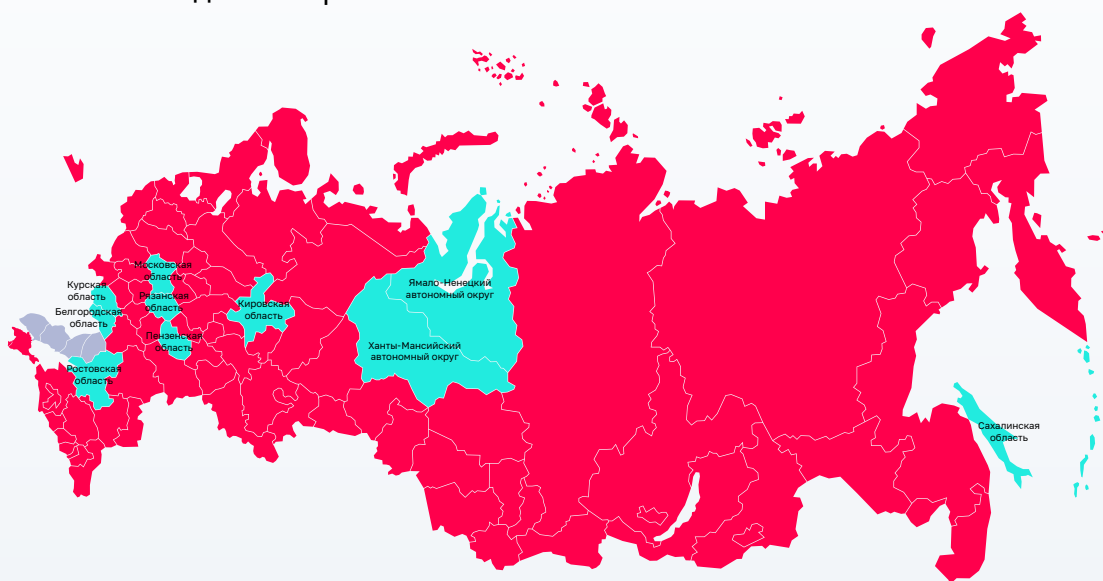 Московская
область
Курская
область
Рязанская
область
Белгородская
область
Кировская
область
Пензенская
область
Ростовская
область
Ямало-Ненецкий
автономный округ
Ханты-Мансийский
автономный округ
Сахалинская
область